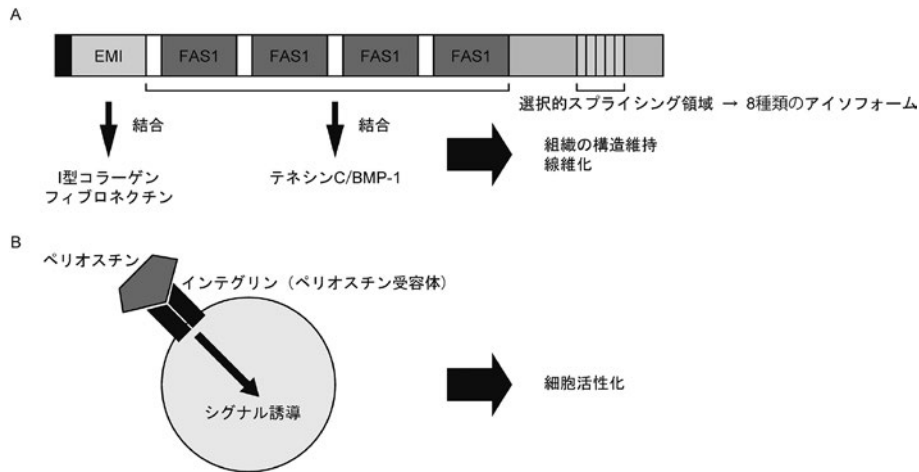 A
EMI FAS1 FAS1 FAS1 FAS1
選択的スプライシング領域 → 8種類のアイソフォーム
結合 結合
I型コラーゲン
フィブロネクチン
テネシンC/BMP-1
組織の構造維持
線維化
B
ペリオスチン
インテグリン（ペリオスチン受容体）
シグナル誘導
細胞活性化